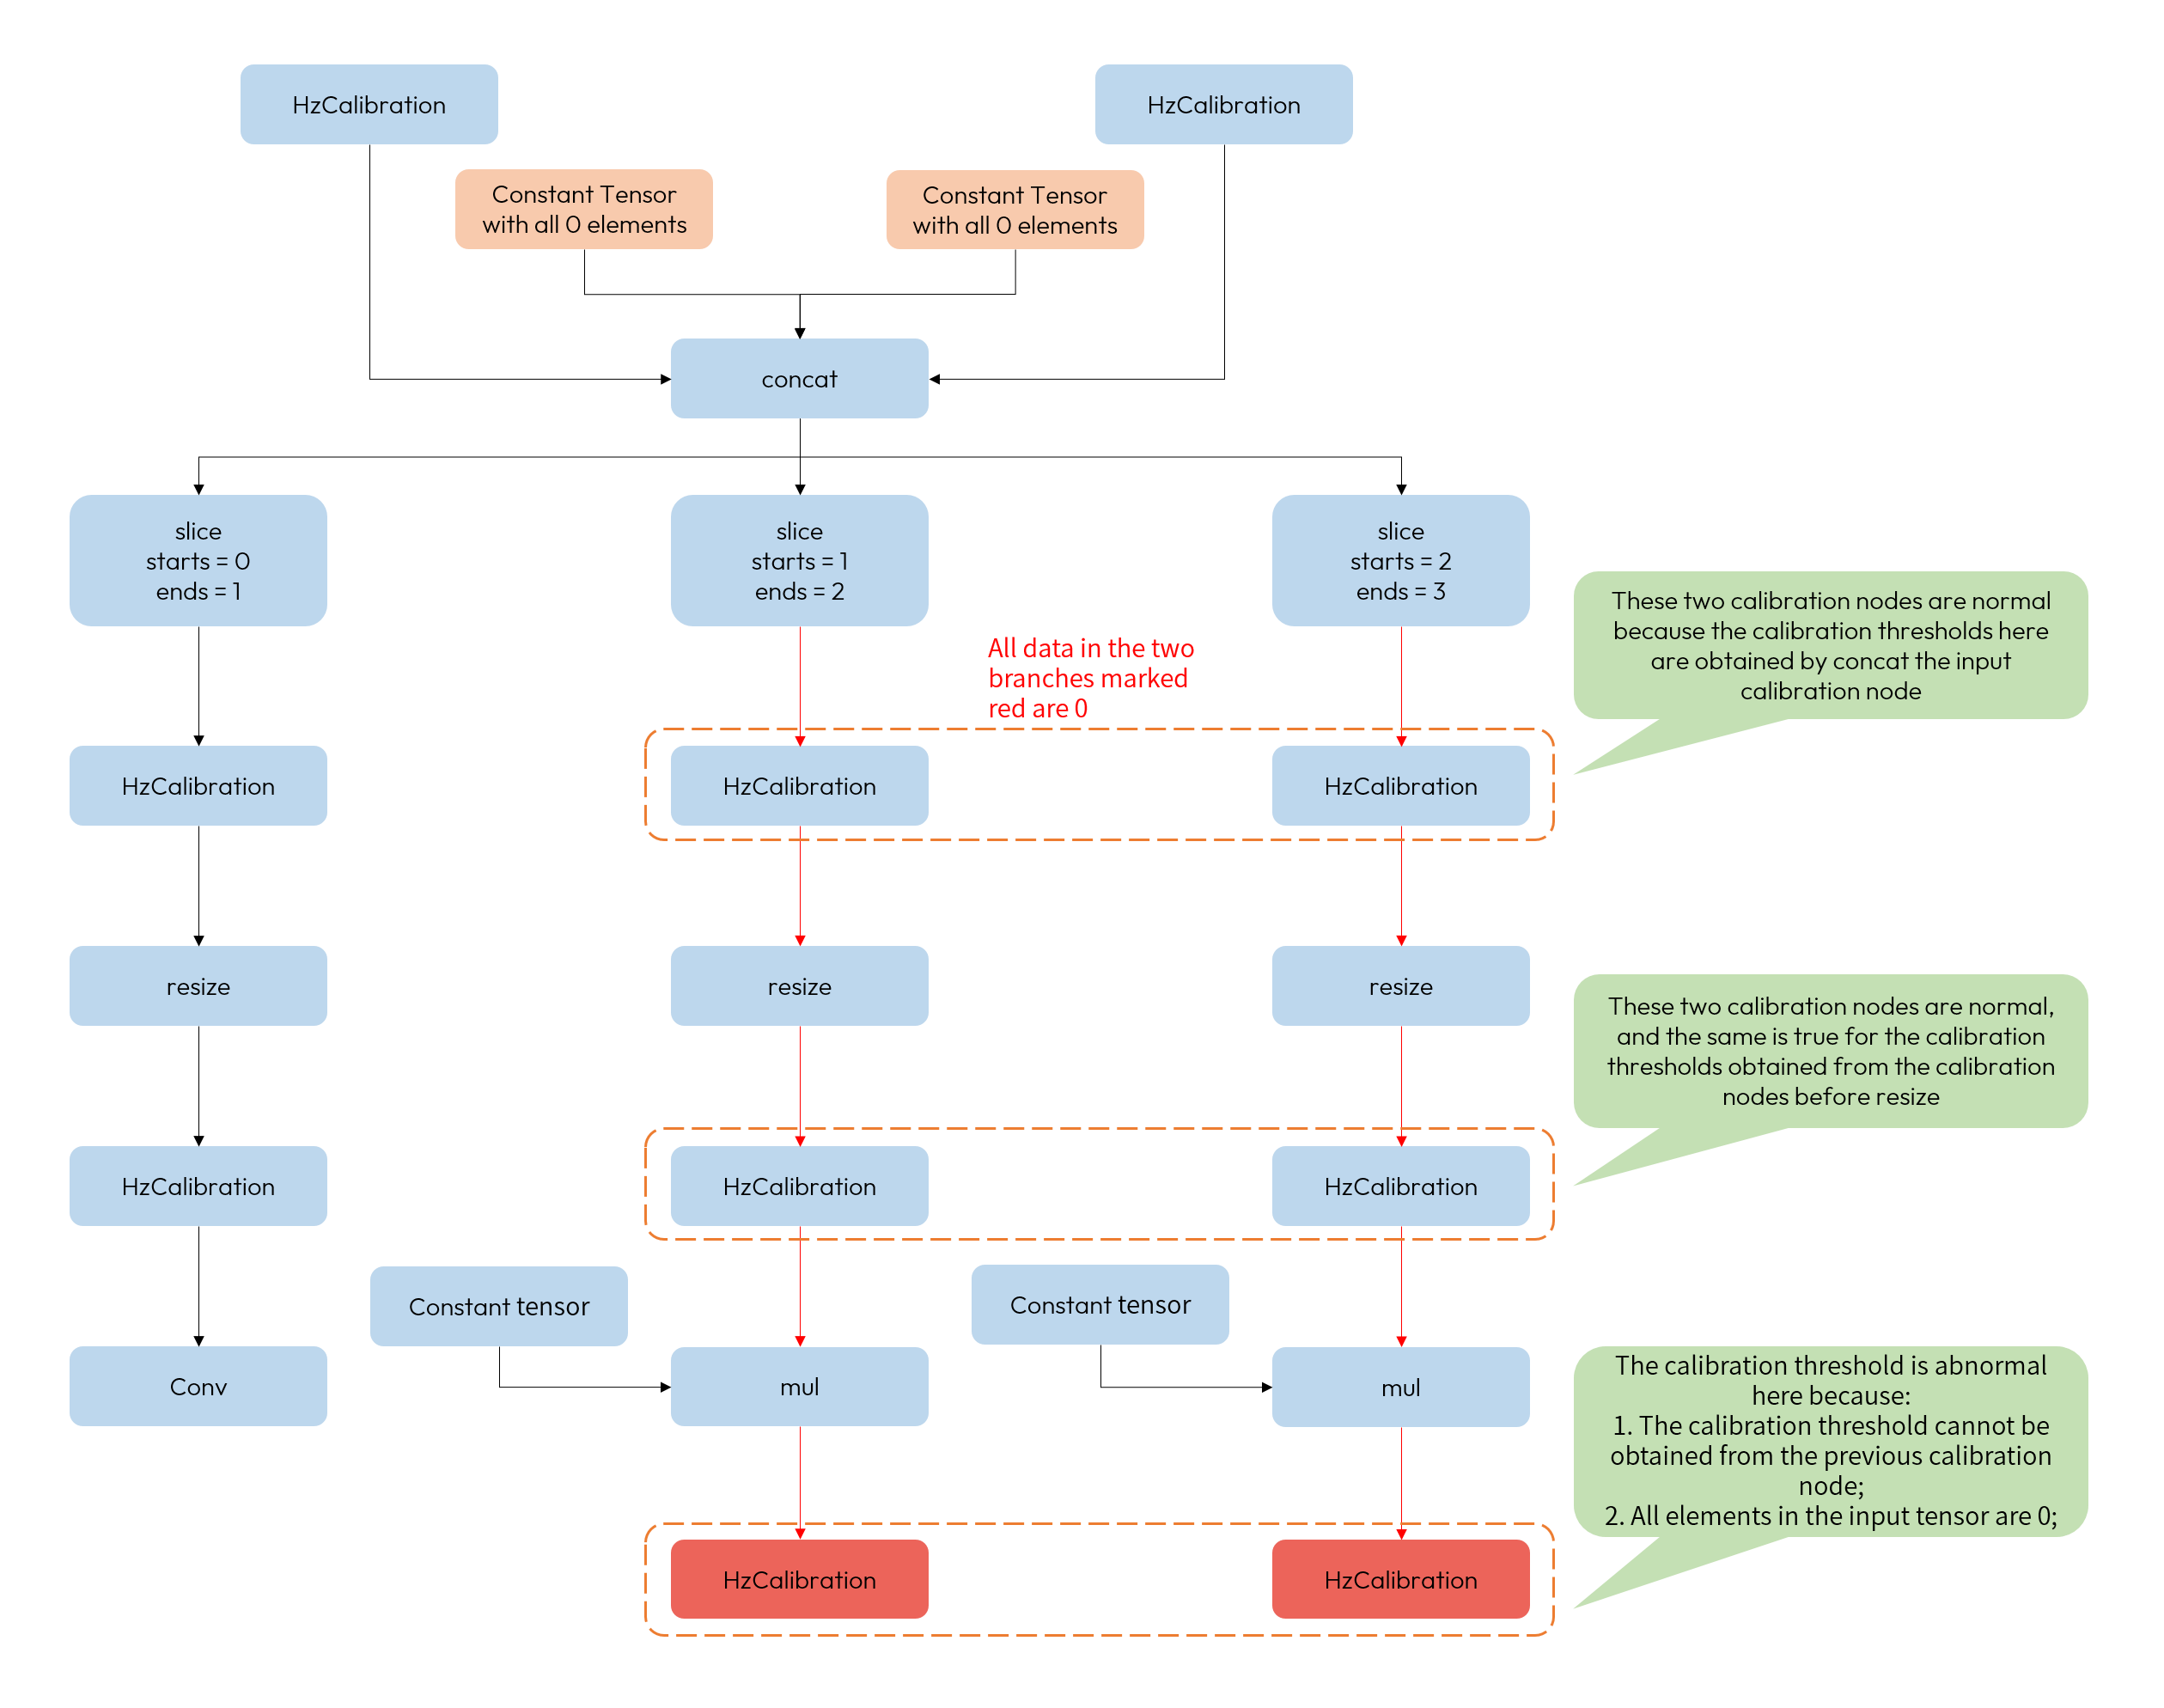 HzCalibration
HzCalibration
Constant Tensor
with all 0 elements
Constant Tensor
with all 0 elements
concat
slice
starts = 0
ends = 1
slice
starts = 1
ends = 2
slice
starts = 2
ends = 3
These two calibration nodes are normal
because the calibration thresholds here
are obtained by concat the input
calibration node
All data in the two
branches marked
red are 0
HzCalibration
HzCalibration
HzCalibration
resize
resize
resize
These two calibration nodes are normal,
and the same is true for the calibration
thresholds obtained from the calibration
nodes before resize
HzCalibration
HzCalibration
HzCalibration
Constant tensor
Constant tensor
Conv
mul
mul
The calibration threshold is abnormal
here because:
1. The calibration threshold cannot be
obtained from the previous calibration
node;
2. All elements in the input tensor are 0;
HzCalibration
HzCalibration